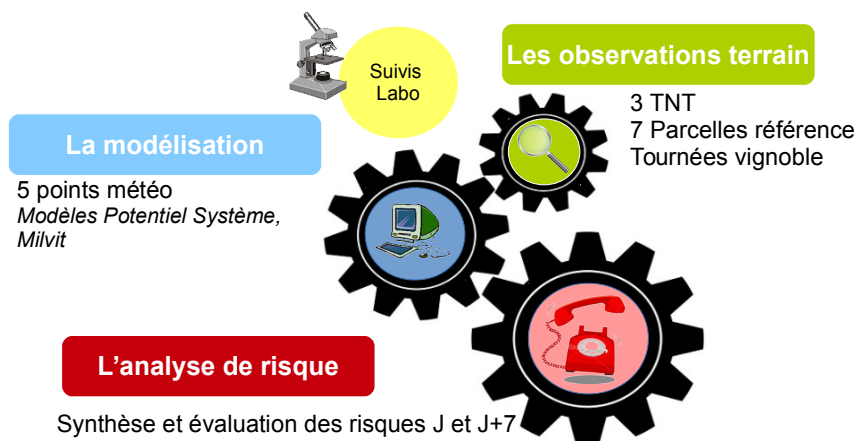 Suivis
Labo
Les observations terrain
3 TNT
7 Parcelles référence
Tournées vignoble
La modélisation
5 points météo
Modèles Potentiel Système,
Milvit
L'analyse de risque
Synthèse et évaluation des risques J et J+7